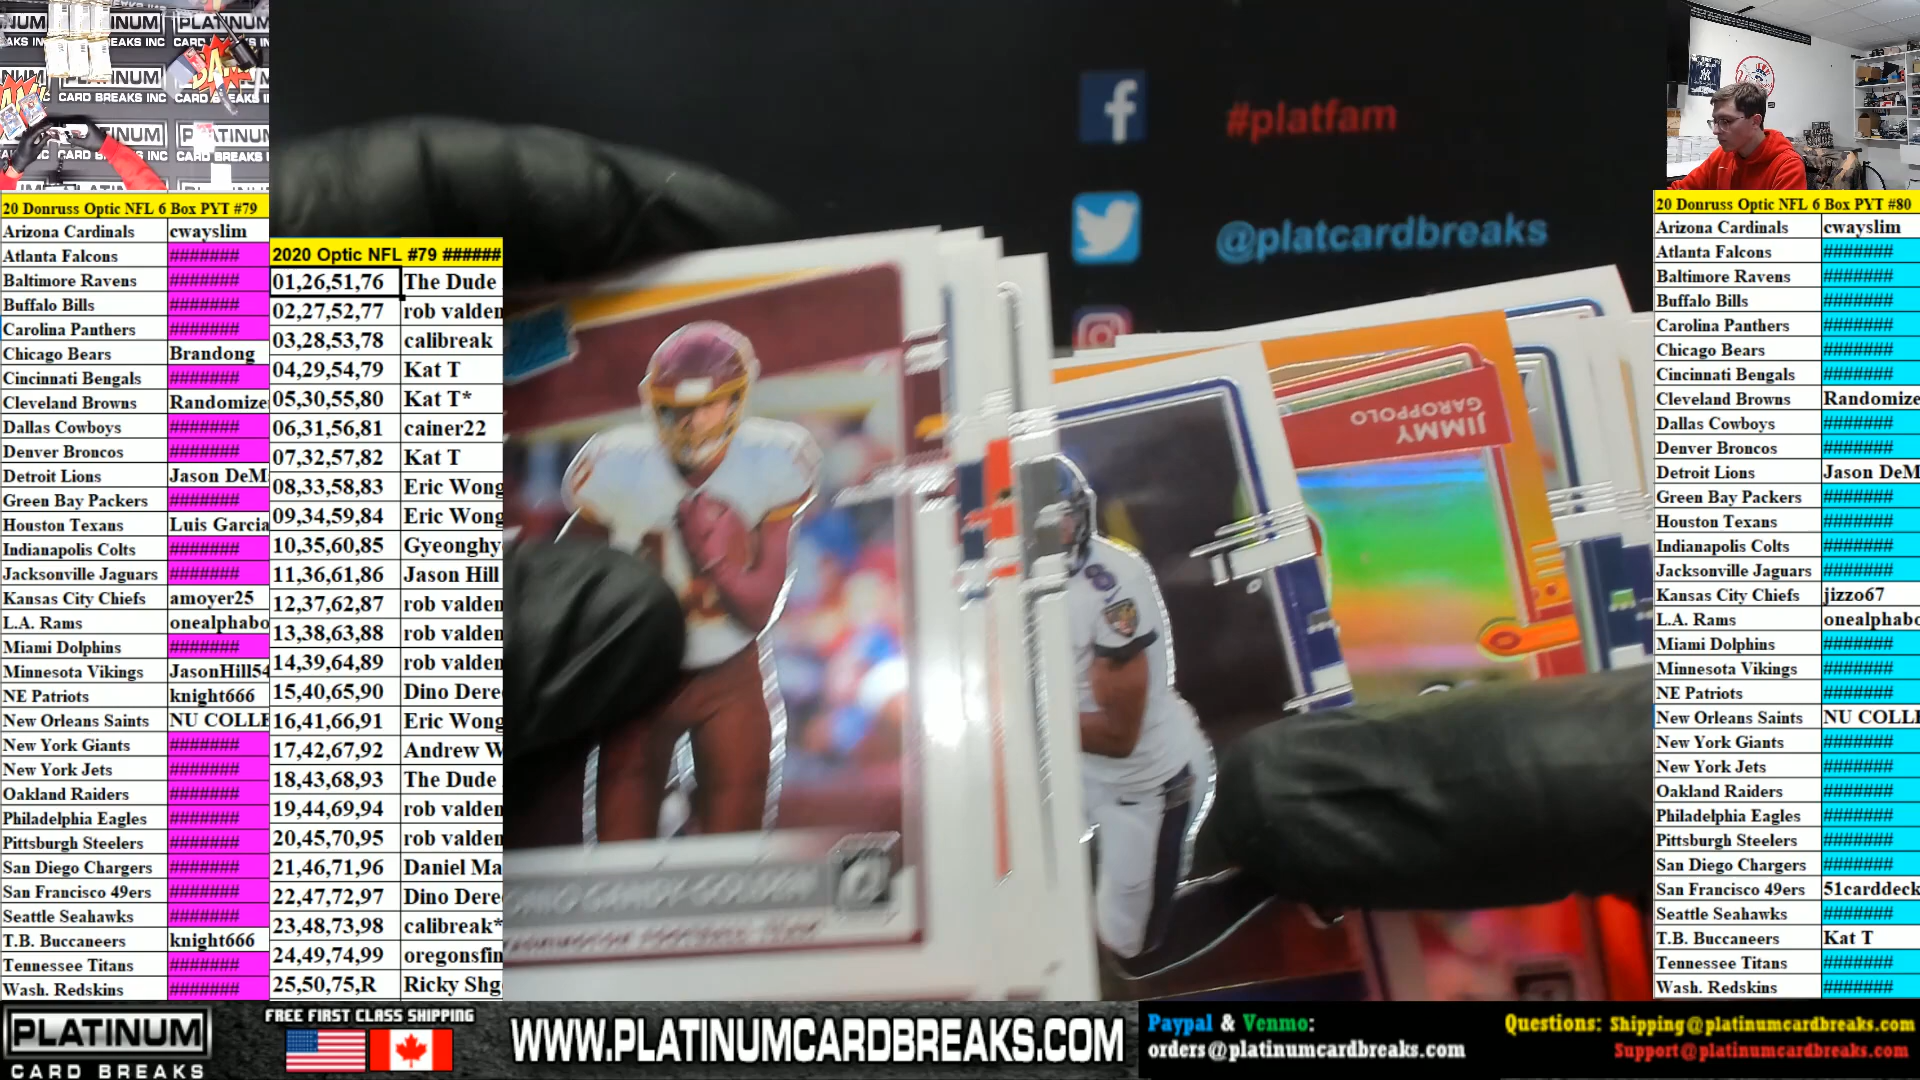 PLATINUM
CARD BREAKS INC
#platfam
@platcardbreaks
JIMMY
GAROPPOLO
20 Donruss Optic NFL 6 Box PYT #79
Arizona Cardinals cwayslim
Atlanta Falcons #######
Baltimore Ravens #######
Buffalo Bills #######
Carolina Panthers #######
Chicago Bears Brandong
Cincinnati Bengals #######
Cleveland Browns Randomize
Dallas Cowboys #######
Denver Broncos #######
Detroit Lions Jason DeM
Green Bay Packers #######
Houston Texans Luis Garcia
Indianapolis Colts #######
Jacksonville Jaguars #######
Kansas City Chiefs amoyer25
L.A. Rams onealphabo
Miami Dolphins #######
Minnesota Vikings JasonHill54
NE Patriots knight666
New Orleans Saints NU COLLE
New York Giants #######
New York Jets #######
Oakland Raiders #######
Philadelphia Eagles #######
Pittsburgh Steelers #######
San Diego Chargers #######
San Francisco 49ers #######
Seattle Seahawks #######
T.B. Buccaneers knight666
Tennessee Titans #######
Wash. Redskins #######
2020 Optic NFL #79 ######
01,26,51,76 The Dude
02,27,52,77 rob valden
03,28,53,78 calibreak
04,29,54,79 Kat T
05,30,55,80 Kat T*
06,31,56,81 cainer22
07,32,57,82 Kat T
08,33,58,83 Eric Wong
09,34,59,84 Eric Wong
10,35,60,85 Gyeonghy
11,36,61,86 Jason Hill
12,37,62,87 rob valden
13,38,63,88 rob valden
14,39,64,89 rob valden
15,40,65,90 Dino Dere
16,41,66,91 Eric Wong
17,42,67,92 Andrew W
18,43,68,93 The Dude
19,44,69,94 rob valden
20,45,70,95 rob valden
21,46,71,96 Daniel Ma
22,47,72,97 Dino Dere
23,48,73,98 calibreak*
24,49,74,99 oregonsfin
25,50,75,R Ricky Shg
20 Donruss Optic NFL 6 Box PYT #80
Arizona Cardinals cwayslim
Atlanta Falcons #######
Baltimore Ravens #######
Buffalo Bills #######
Carolina Panthers #######
Chicago Bears #######
Cincinnati Bengals #######
Cleveland Browns Randomize
Dallas Cowboys #######
Denver Broncos #######
Detroit Lions Jason DeM
Green Bay Packers #######
Houston Texans #######
Indianapolis Colts #######
Jacksonville Jaguars #######
Kansas City Chiefs jizzo67
L.A. Rams onealphabo
Miami Dolphins #######
Minnesota Vikings #######
NE Patriots #######
New Orleans Saints NU COLLE
New York Giants #######
New York Jets #######
Oakland Raiders #######
Philadelphia Eagles #######
Pittsburgh Steelers #######
San Diego Chargers #######
San Francisco 49ers 51carddeck
Seattle Seahawks #######
T.B. Buccaneers Kat T
Tennessee Titans #######
Wash. Redskins #######
PLATINUM
CARD BREAKS
FREE FIRST CLASS SHIPPING
WWW.PLATINUMCARDBREAKS.COM
Paypal & Venmo:
orders@platinumcardbreaks.com
Questions: Shipping@platinumcardbreaks.com
Support@platinumcardbreaks.com